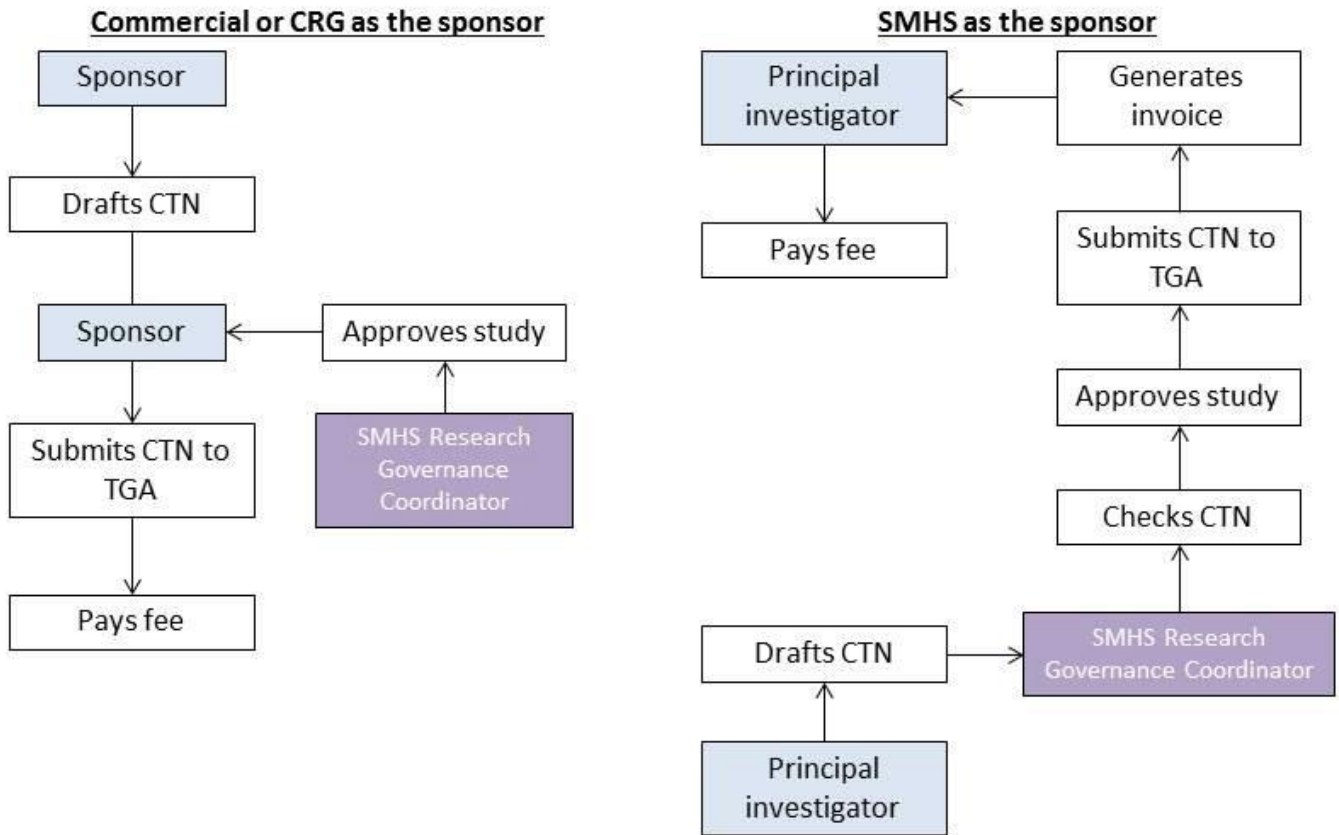 Commercial or CRG as the sponsor
Sponsor
Drafts CTN
Sponsor
Approves study
Submits CTN to
TGA
SMHS Research
Governance
Coordinator
Pays fee
SMHS as the sponsor
Principal
investigator
Generates
invoice
Pays fee
Submits CTN to
TGA
Approves study
Checks CTN
Drafts CTN
SMHS Research
Governance Coordinator
Principal
investigator